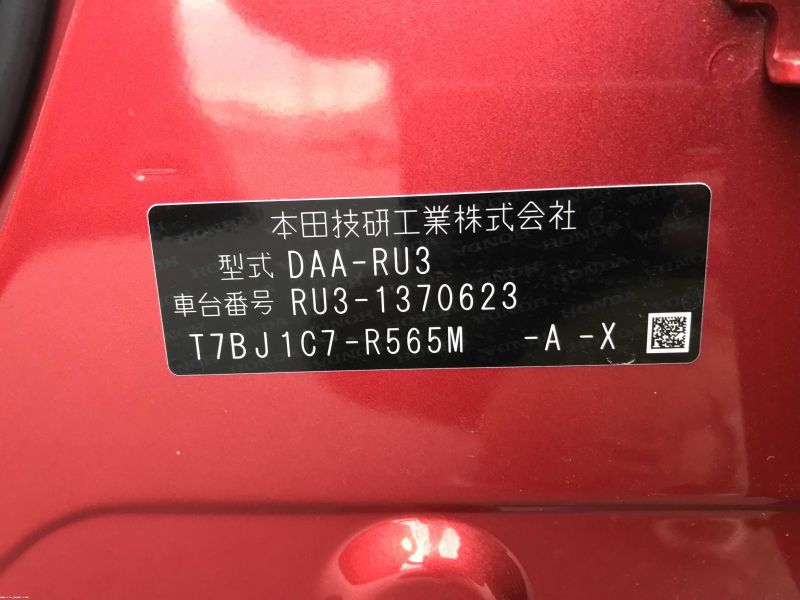 本田技研工業株式会社
型式 DAA-RU3
車台番号 RU3-1370623
T7BJ1C7-R565M -A -X